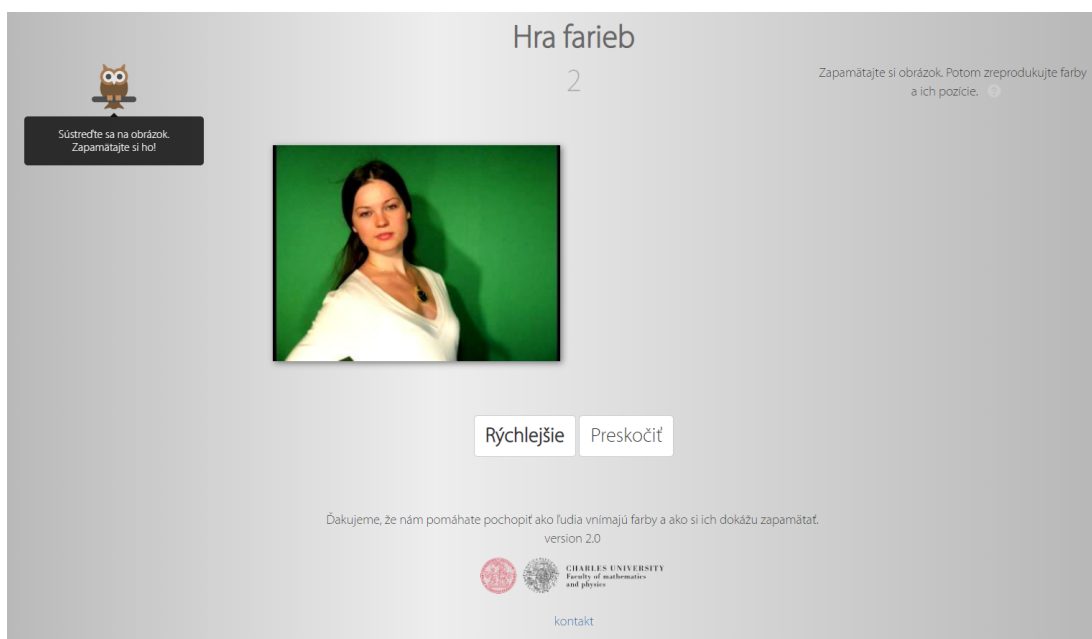 Hra farieb
2
Zapamätajte si obrázok. Potom zreprodukujte farby
a ich pozície. ?
Sústreďte sa na obrázok.
Zapamätajte si ho!
Rýchlejšie
Preskočiť
Ďakujeme, že nám pomáhate pochopiť ako ľudia vnímajú farby a ako si ich dokážu zapamätať.
version 2.0
CHARLES UNIVERSITY
Faculty of mathematics
and physics
kontakt